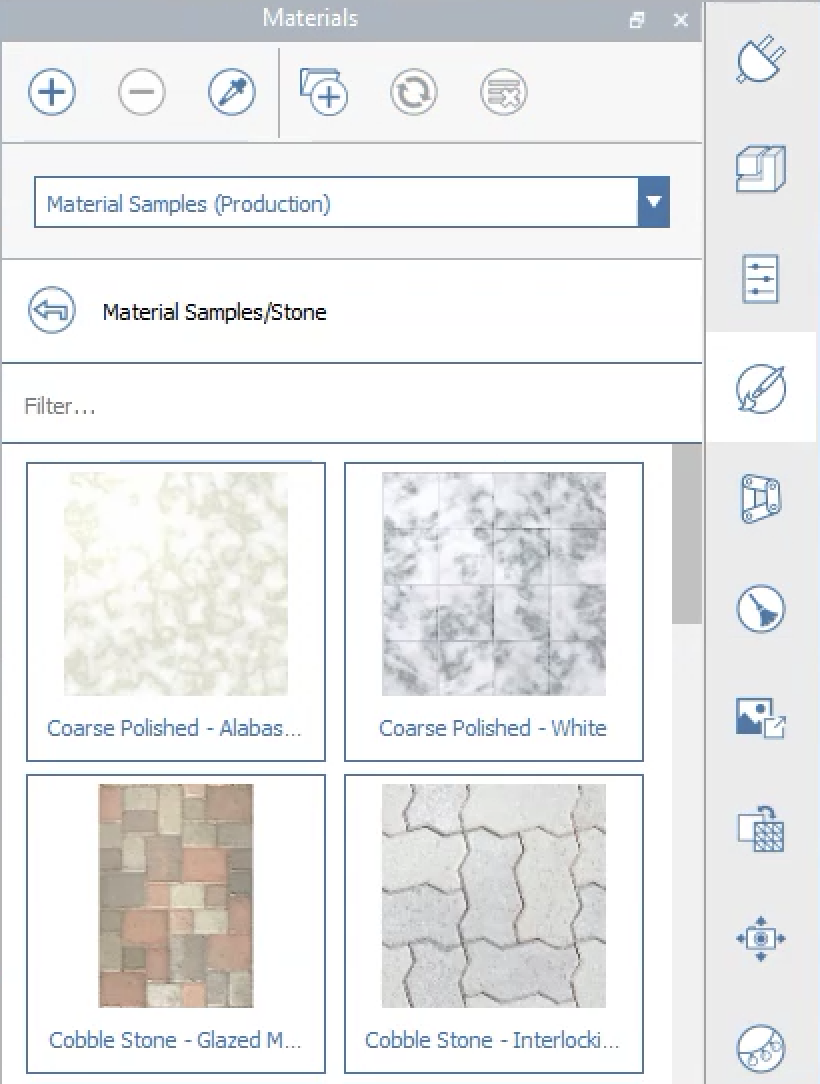 Materials
Material Samples (Production)
Material Samples/Stone
Filter...
Coarse Polished - Alabas...
Coarse Polished - White
Cobble Stone - Glazed M...
Cobble Stone - Interlocki...